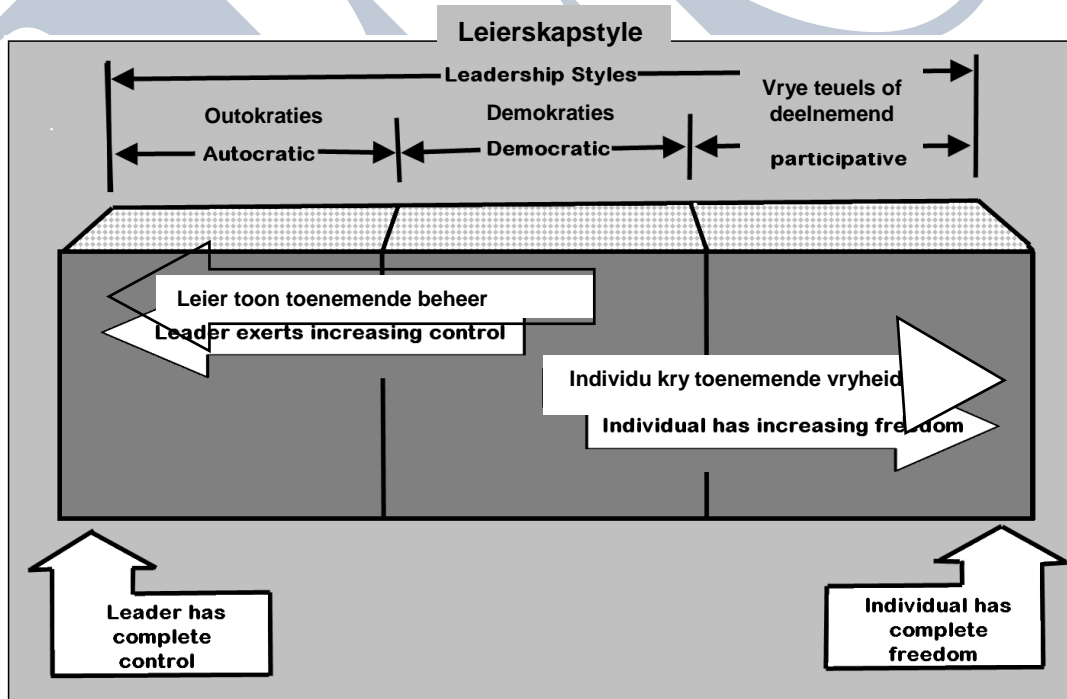 Leierskapstyle
Leadership Styles
Outokraties
Autocratic
Demokraties
Democratic
Vrye teuels of
deelnemend
participative
Leier toon toenemende beheer
Leader exerts increasing control
Individu kry toenemende vryheid
Individual has increasing freedom
Leader has
complete
control
Individual has
complete
freedom